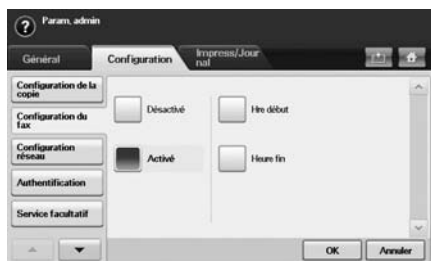 Param, admin
Général
Configuration
Impress/Jour
nal
Configuration de la
copie
Configuration du
fax
Configuration
réseau
Authentification
Service facultatif
Désactivé
Hre début
Activé
Heure fin
OK
Annuler